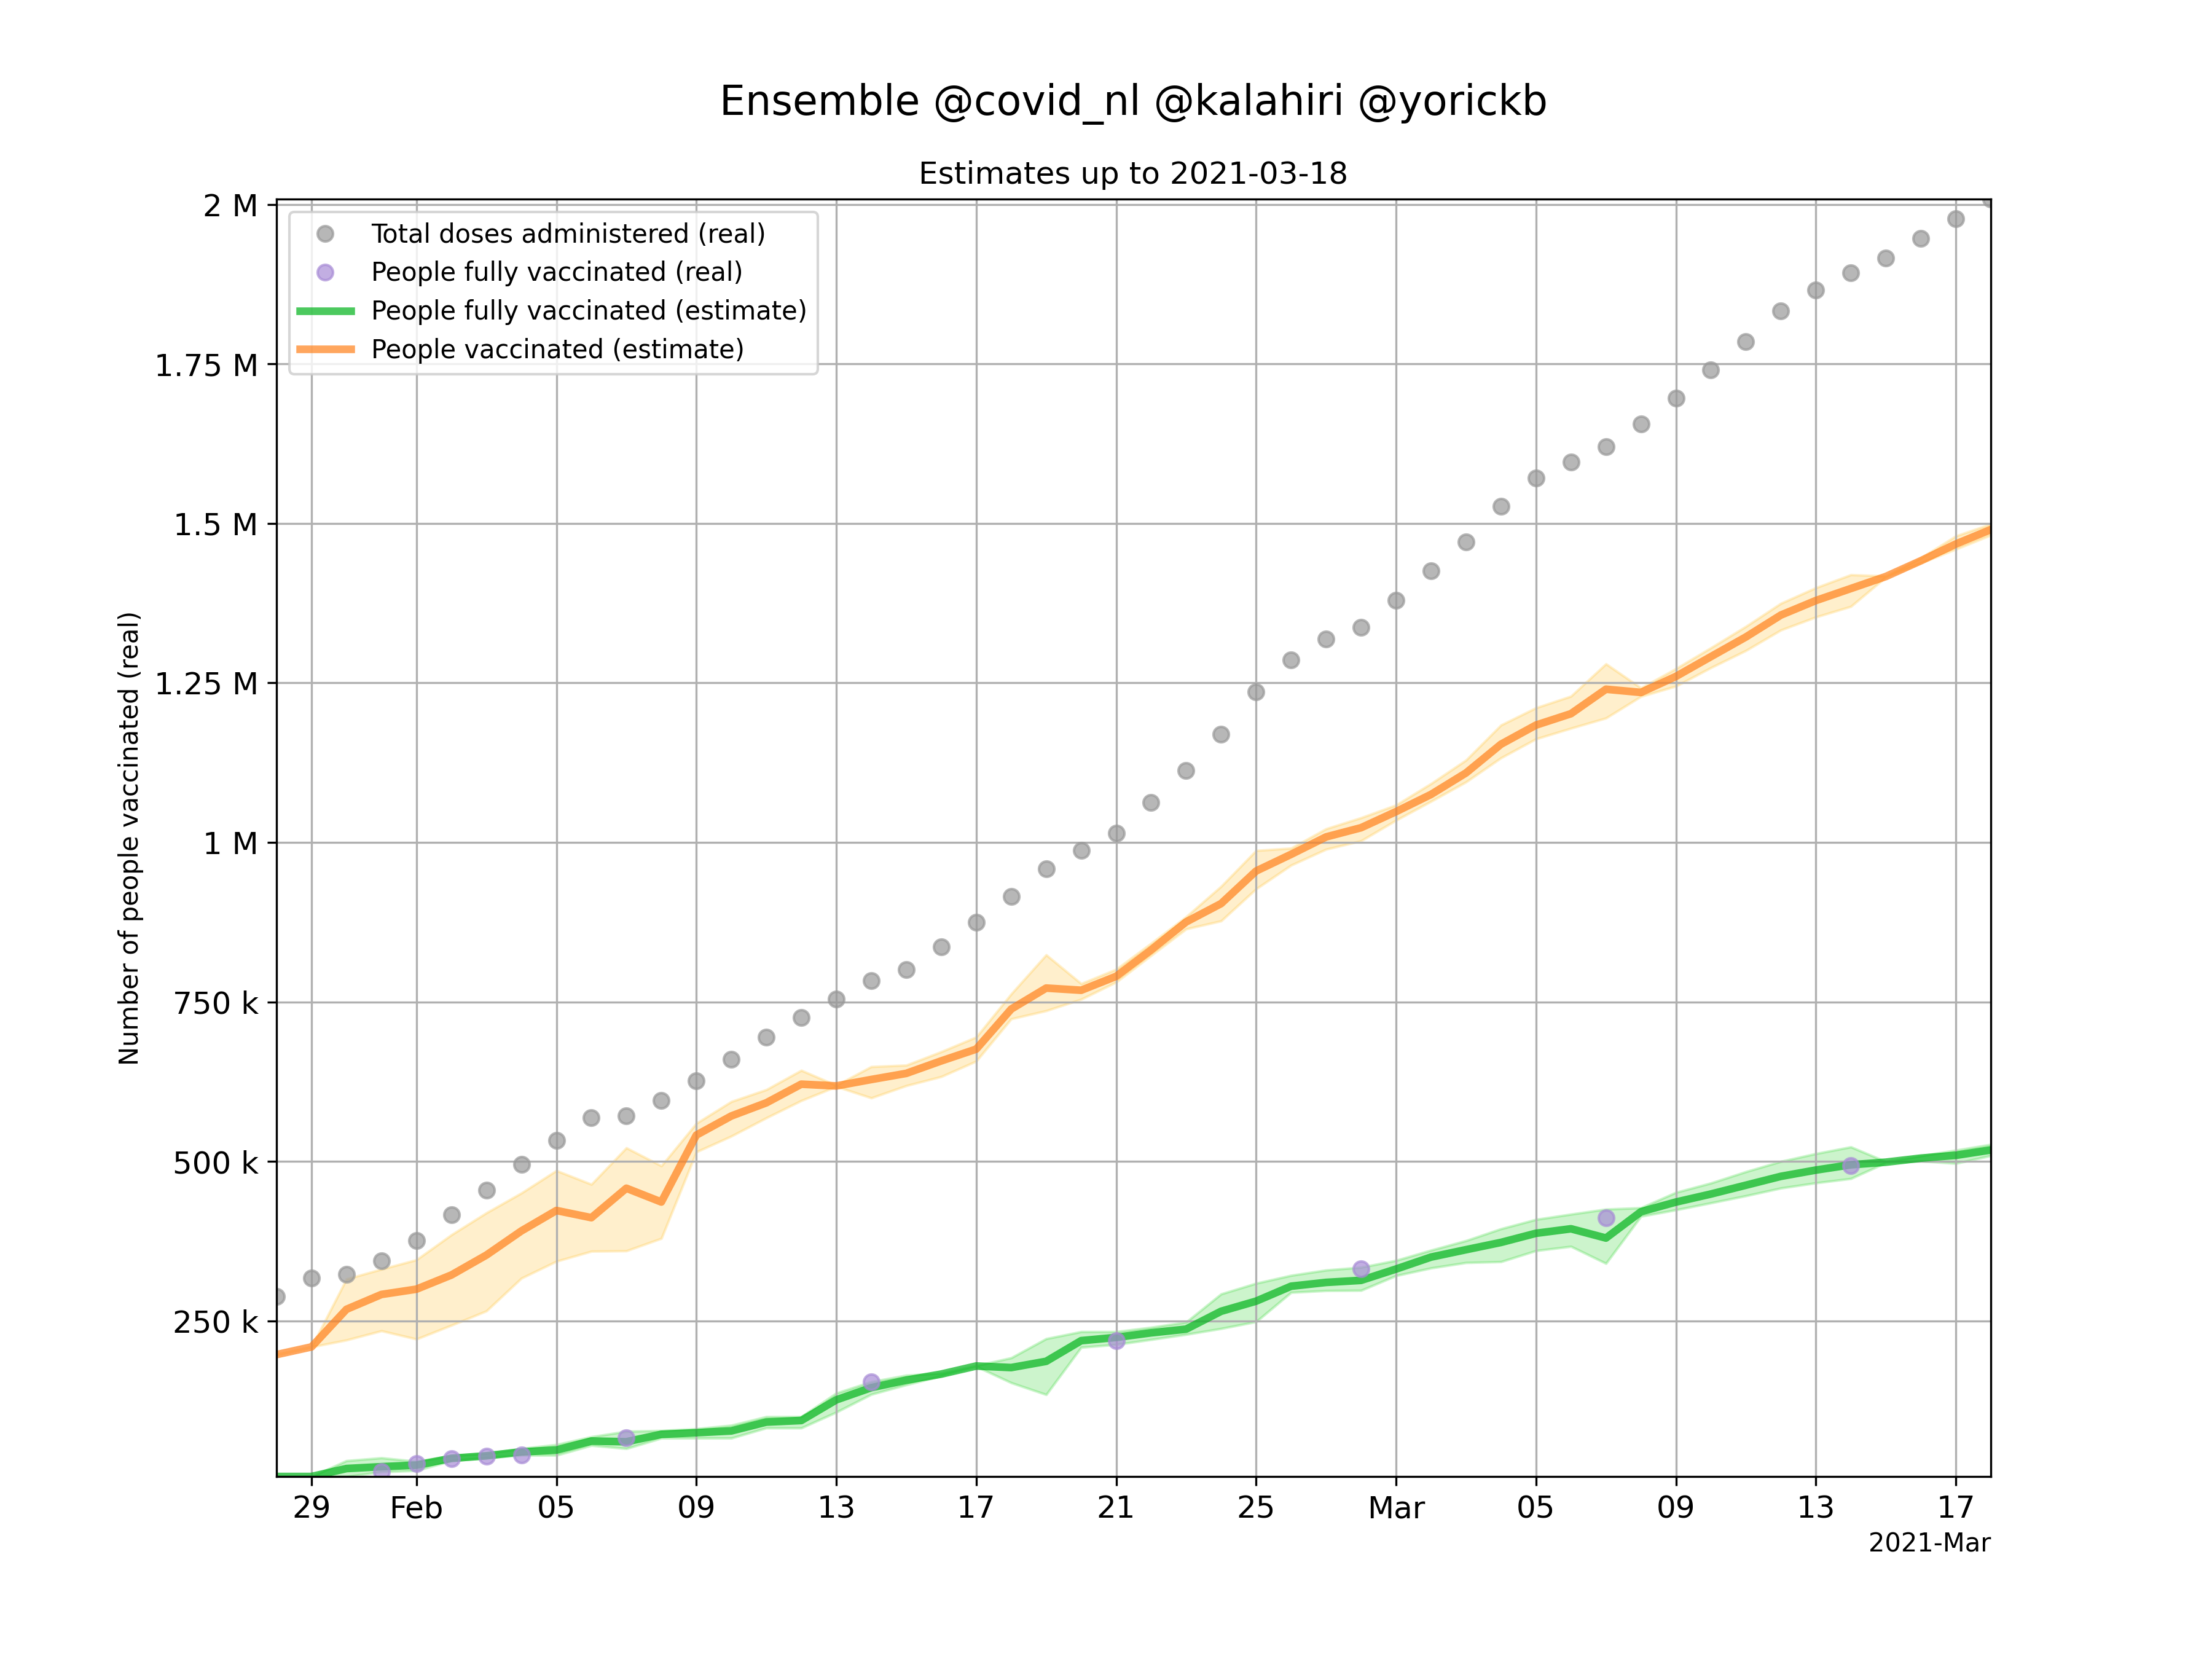 Ensemble @covid_nl @kalahiri @yorickb
Estimates up to 2021-03-18
Number of people vaccinated (real)
2 M
1.75 M
1.5 M
1.25 M
1 M
750 k
500 k
250 k
Total doses administered (real)
People fully vaccinated (real)
People fully vaccinated (estimate)
People vaccinated (estimate)
29 Feb 05 09 13 17 21 25 Mar 05 09 13 17
2021-Mar